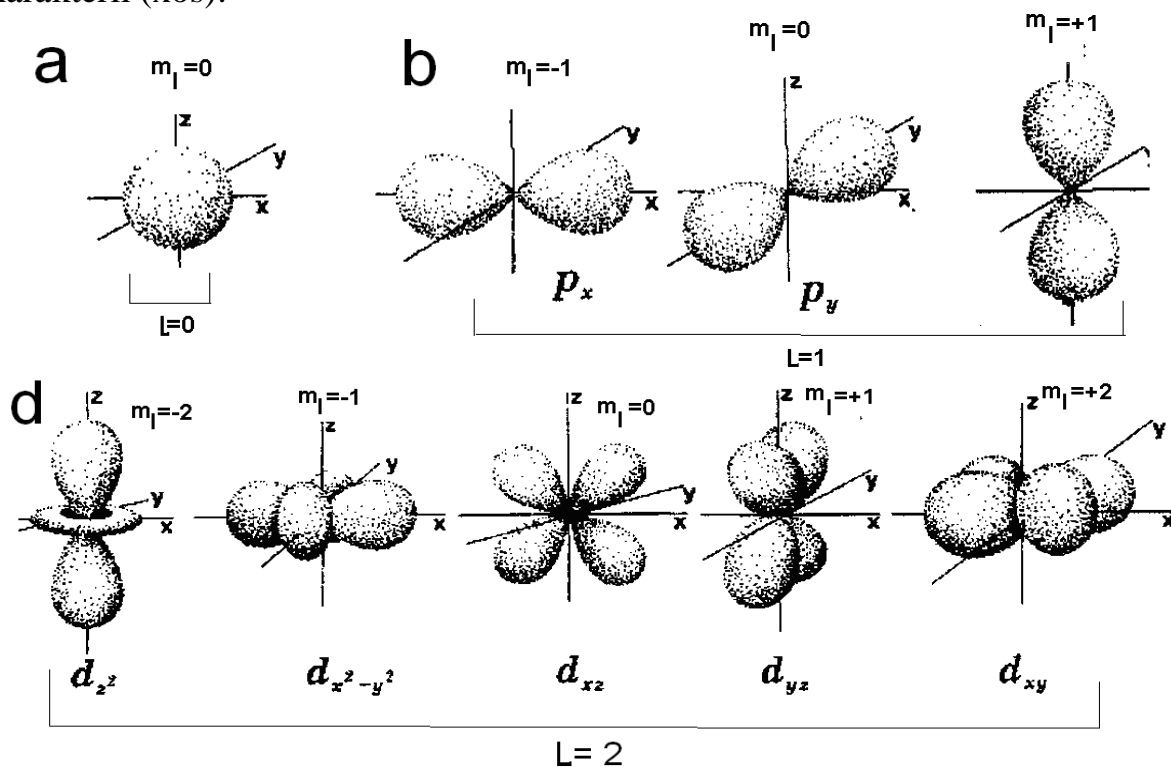 a
m_l=0
z
y
x
L=0
b
m_l=-1
y
x
p_x
m_l=0
z
y
x
p_y
m_l=+1
L=1
d
z
m_l=-2
y
x
d_z²
m_l=-1
z
y
x
d_x²-y²
z
m_l=0
y
x
d_xz
z
m_l=+1
y
x
d_yz
z
m_l=+2
y
x
d_xy
L= 2